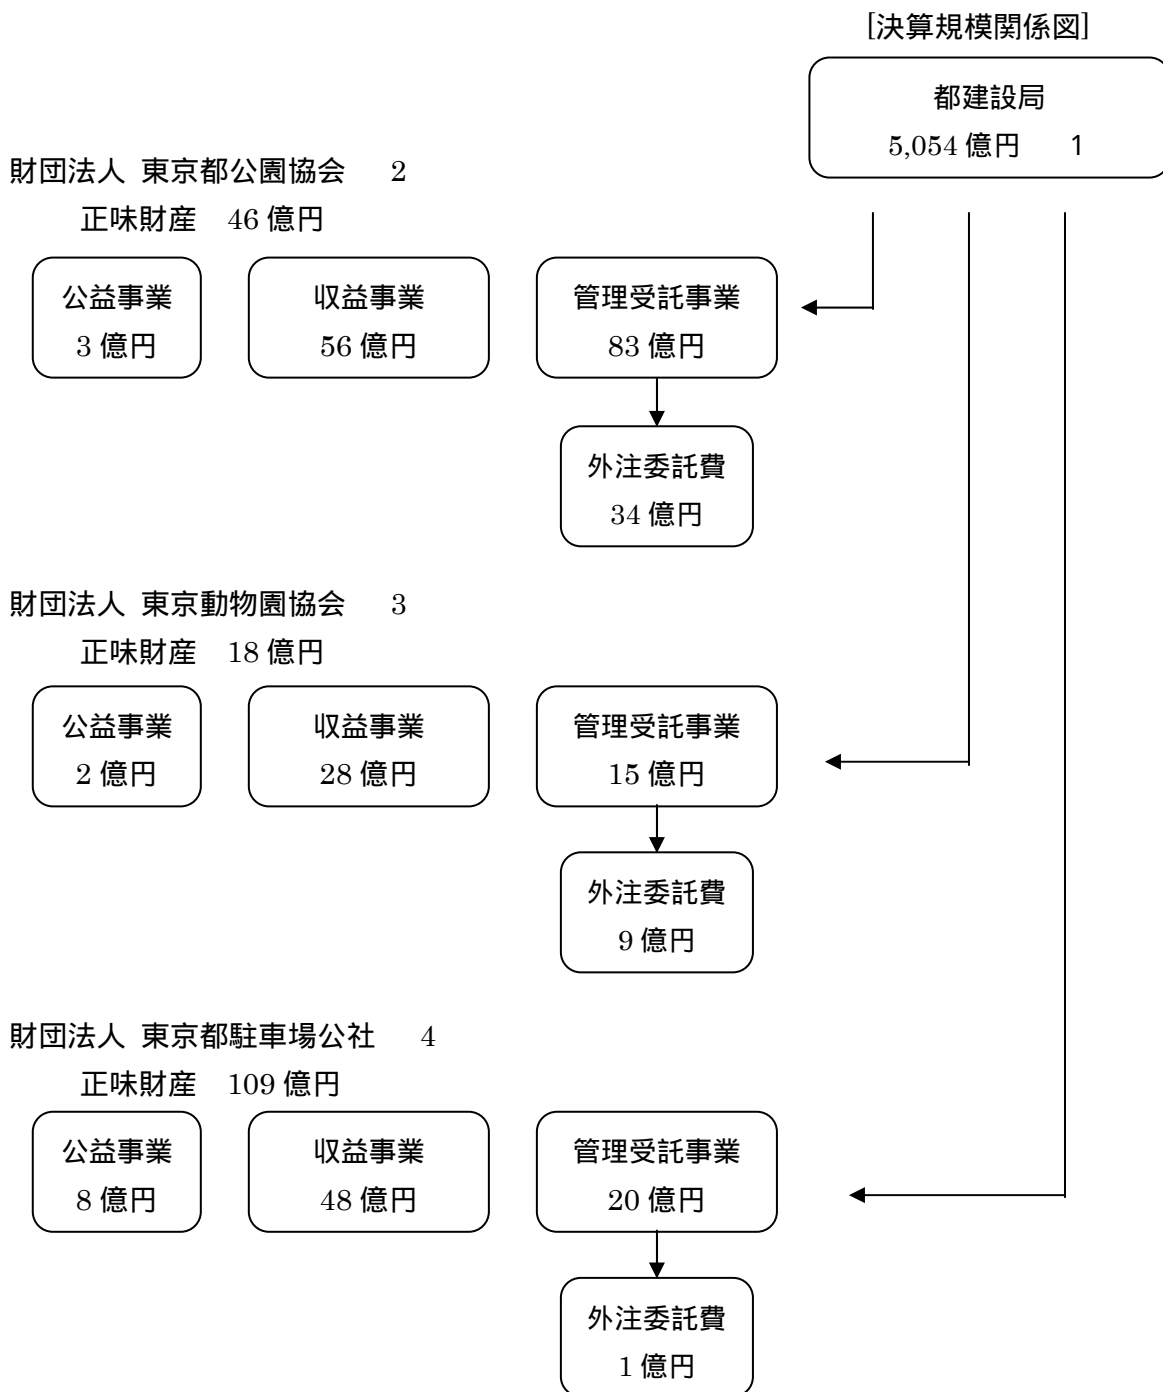 [決算規模関係図]
都建設局
5,054 億円 1
財団法人 東京都公園協会 2
正味財産 46 億円
公益事業
3 億円
収益事業
56 億円
管理受託事業
83 億円
外注委託費
34 億円
財団法人 東京動物園協会 3
正味財産 18 億円
公益事業
2 億円
収益事業
28 億円
管理受託事業
15 億円
外注委託費
9 億円
財団法人 東京都駐車場公社 4
正味財産 109 億円
公益事業
8 億円
収益事業
48 億円
管理受託事業
20 億円
外注委託費
1 億円